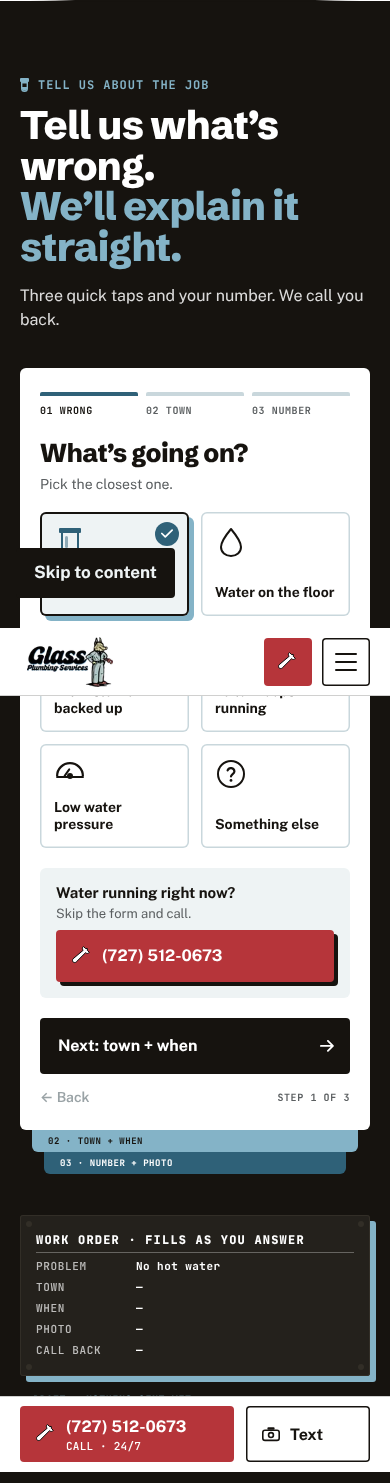 TELL US ABOUT THE JOB
Tell us what’s
wrong.
We’ll explain it
straight.
Three quick taps and your number. We call you
back.
01 WRONG
02 TOWN
03 NUMBER
What’s going on?
Pick the closest one.
Skip to content
Water on the floor
Glass
Plumbing Services
backed up
running
Low water
pressure
Something else
Water running right now?
Skip the form and call.
(727) 512-0673
Next: town + when →
← Back
STEP 1 OF 3
02 · TOWN + WHEN
03 · NUMBER + PHOTO
WORK ORDER · FILLS AS YOU ANSWER
PROBLEM No hot water
TOWN —
WHEN —
PHOTO —
CALL BACK —
(727) 512-0673
CALL · 24/7
Text